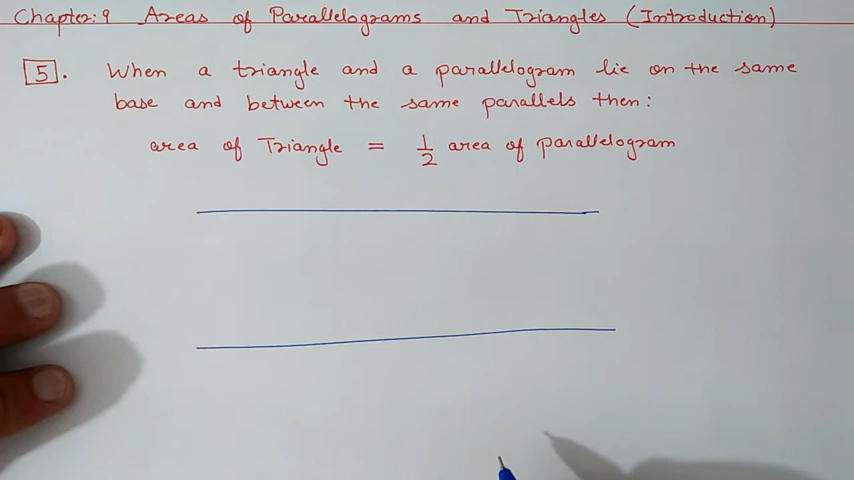 Chapter: 9 Areas of Parallelograms and Triangles (Introduction)
5. When a triangle and a parallelogram lie on the same
base and between the same parallels then:
area of Triangle = 1/2 area of parallelogram